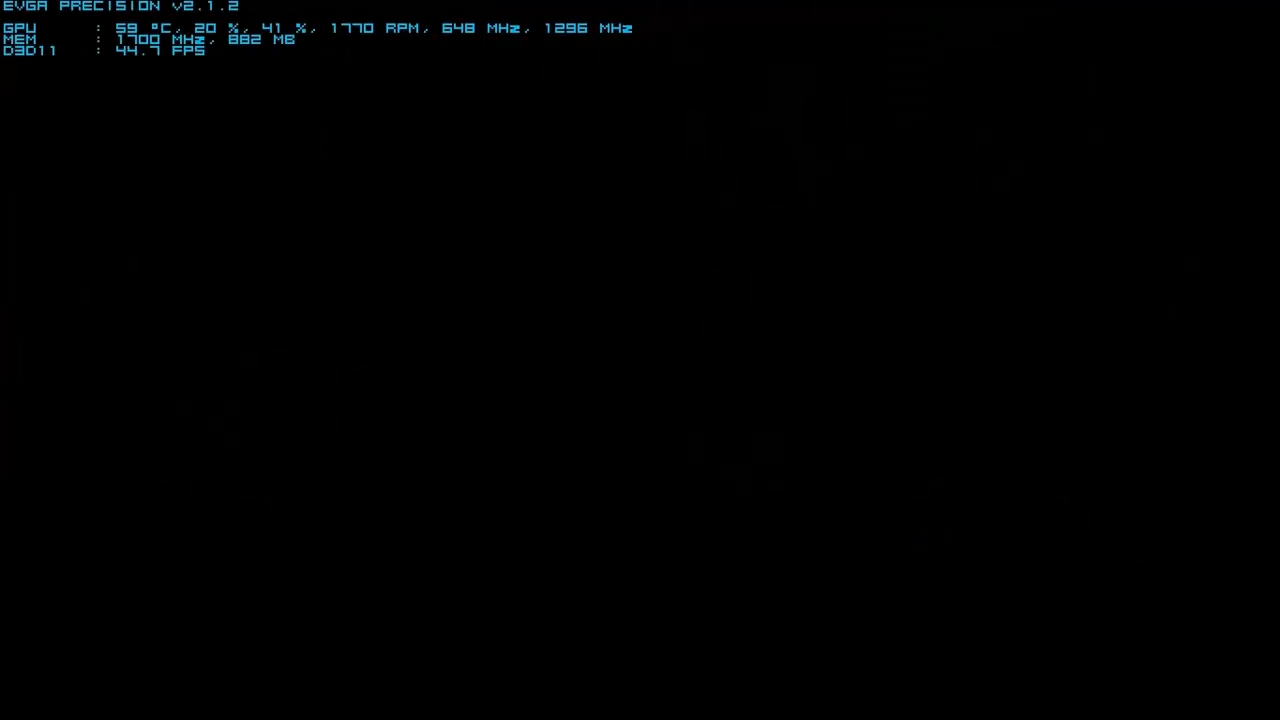 EVGA PRECISION v2.1.2
GPU : 59 °C, 20 %, 41 %, 1770 RPM, 648 MHz, 1296 MHz
MEM : 1700 MHz, 882 MB
D3D11 : 44.7 FPS